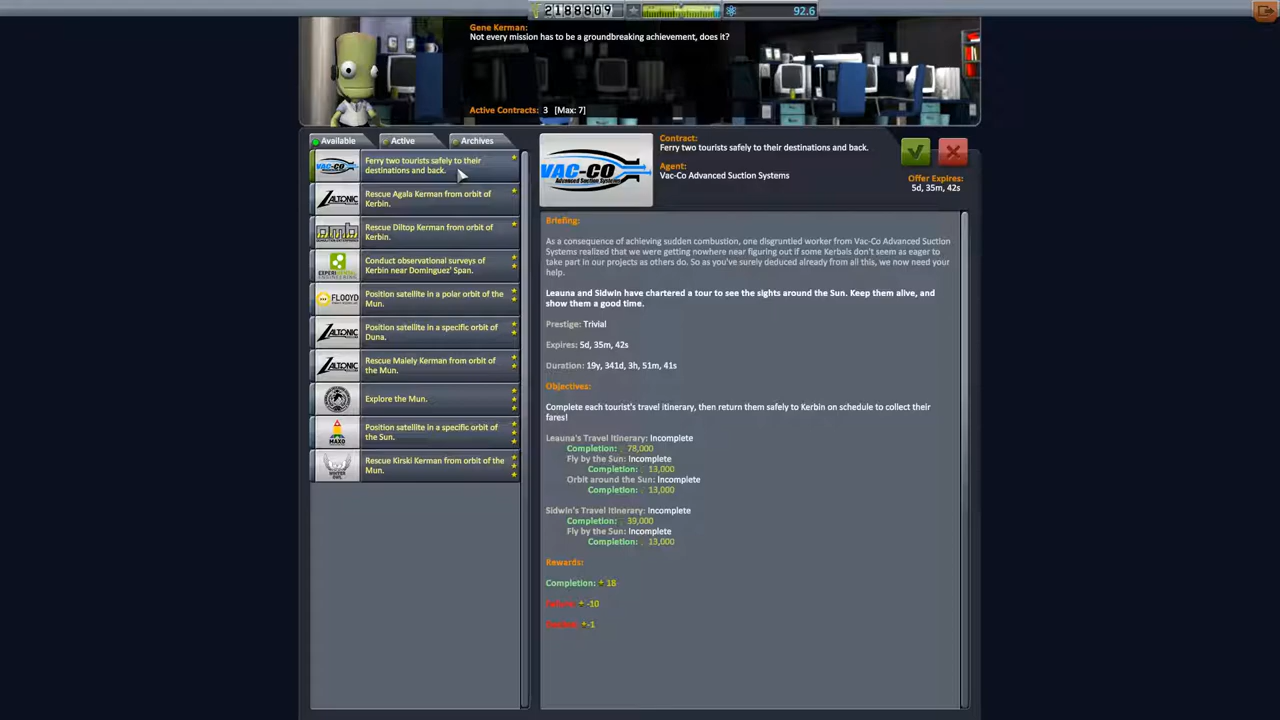 2188809
92.6
Gene Kerman:
Not every mission has to be a groundbreaking achievement, does it?
Active Contracts: 3 [Max: 7]
Available
Active
Archives
VAC-CO
Ferry two tourists safely to their
destinations and back.
Rescue Agala Kerman from orbit of
Kerbin.
Rescue Diltop Kerman from orbit of
Kerbin.
Conduct observational surveys of
Kerbin near Dominguez' Span.
FLOOYD
Position satellite in a polar orbit of the
Mun.
Position satellite in a specific orbit of
Duna.
Rescue Malely Kerman from orbit of
the Mun.
Explore the Mun.
MAXO
Position satellite in a specific orbit of
the Sun.
WINTER
OWL
Rescue Kirski Kerman from orbit of the
Mun.
VAC-CO
Advanced Suction Systems
Contract:
Ferry two tourists safely to their destinations and back.
Agent:
Vac-Co Advanced Suction Systems
Offer Expires:
5d, 35m, 42s
Briefing:
As a consequence of achieving sudden combustion, one disgruntled worker from Vac-Co Advanced Suction
Systems realized that we were getting nowhere near figuring out if some Kerbals don't seem as eager to
take part in our projects as others do. So as you've surely deduced already from all this, we now need your
help.
Leauna and Sidwin have chartered a tour to see the sights around the Sun. Keep them alive, and
show them a good time.
Prestige: Trivial
Expires: 5d, 35m, 42s
Duration: 19y, 341d, 3h, 51m, 41s
Objectives:
Complete each tourist's travel itinerary, then return them safely to Kerbin on schedule to collect their
fares!
Leauna's Travel Itinerary: Incomplete
Completion: 78,000
Fly by the Sun: Incomplete
Completion: 13,000
Orbit around the Sun: Incomplete
Completion: 13,000
Sidwin's Travel Itinerary: Incomplete
Completion: 39,000
Fly by the Sun: Incomplete
Completion: 13,000
Rewards:
Completion: + 18
-10
-1